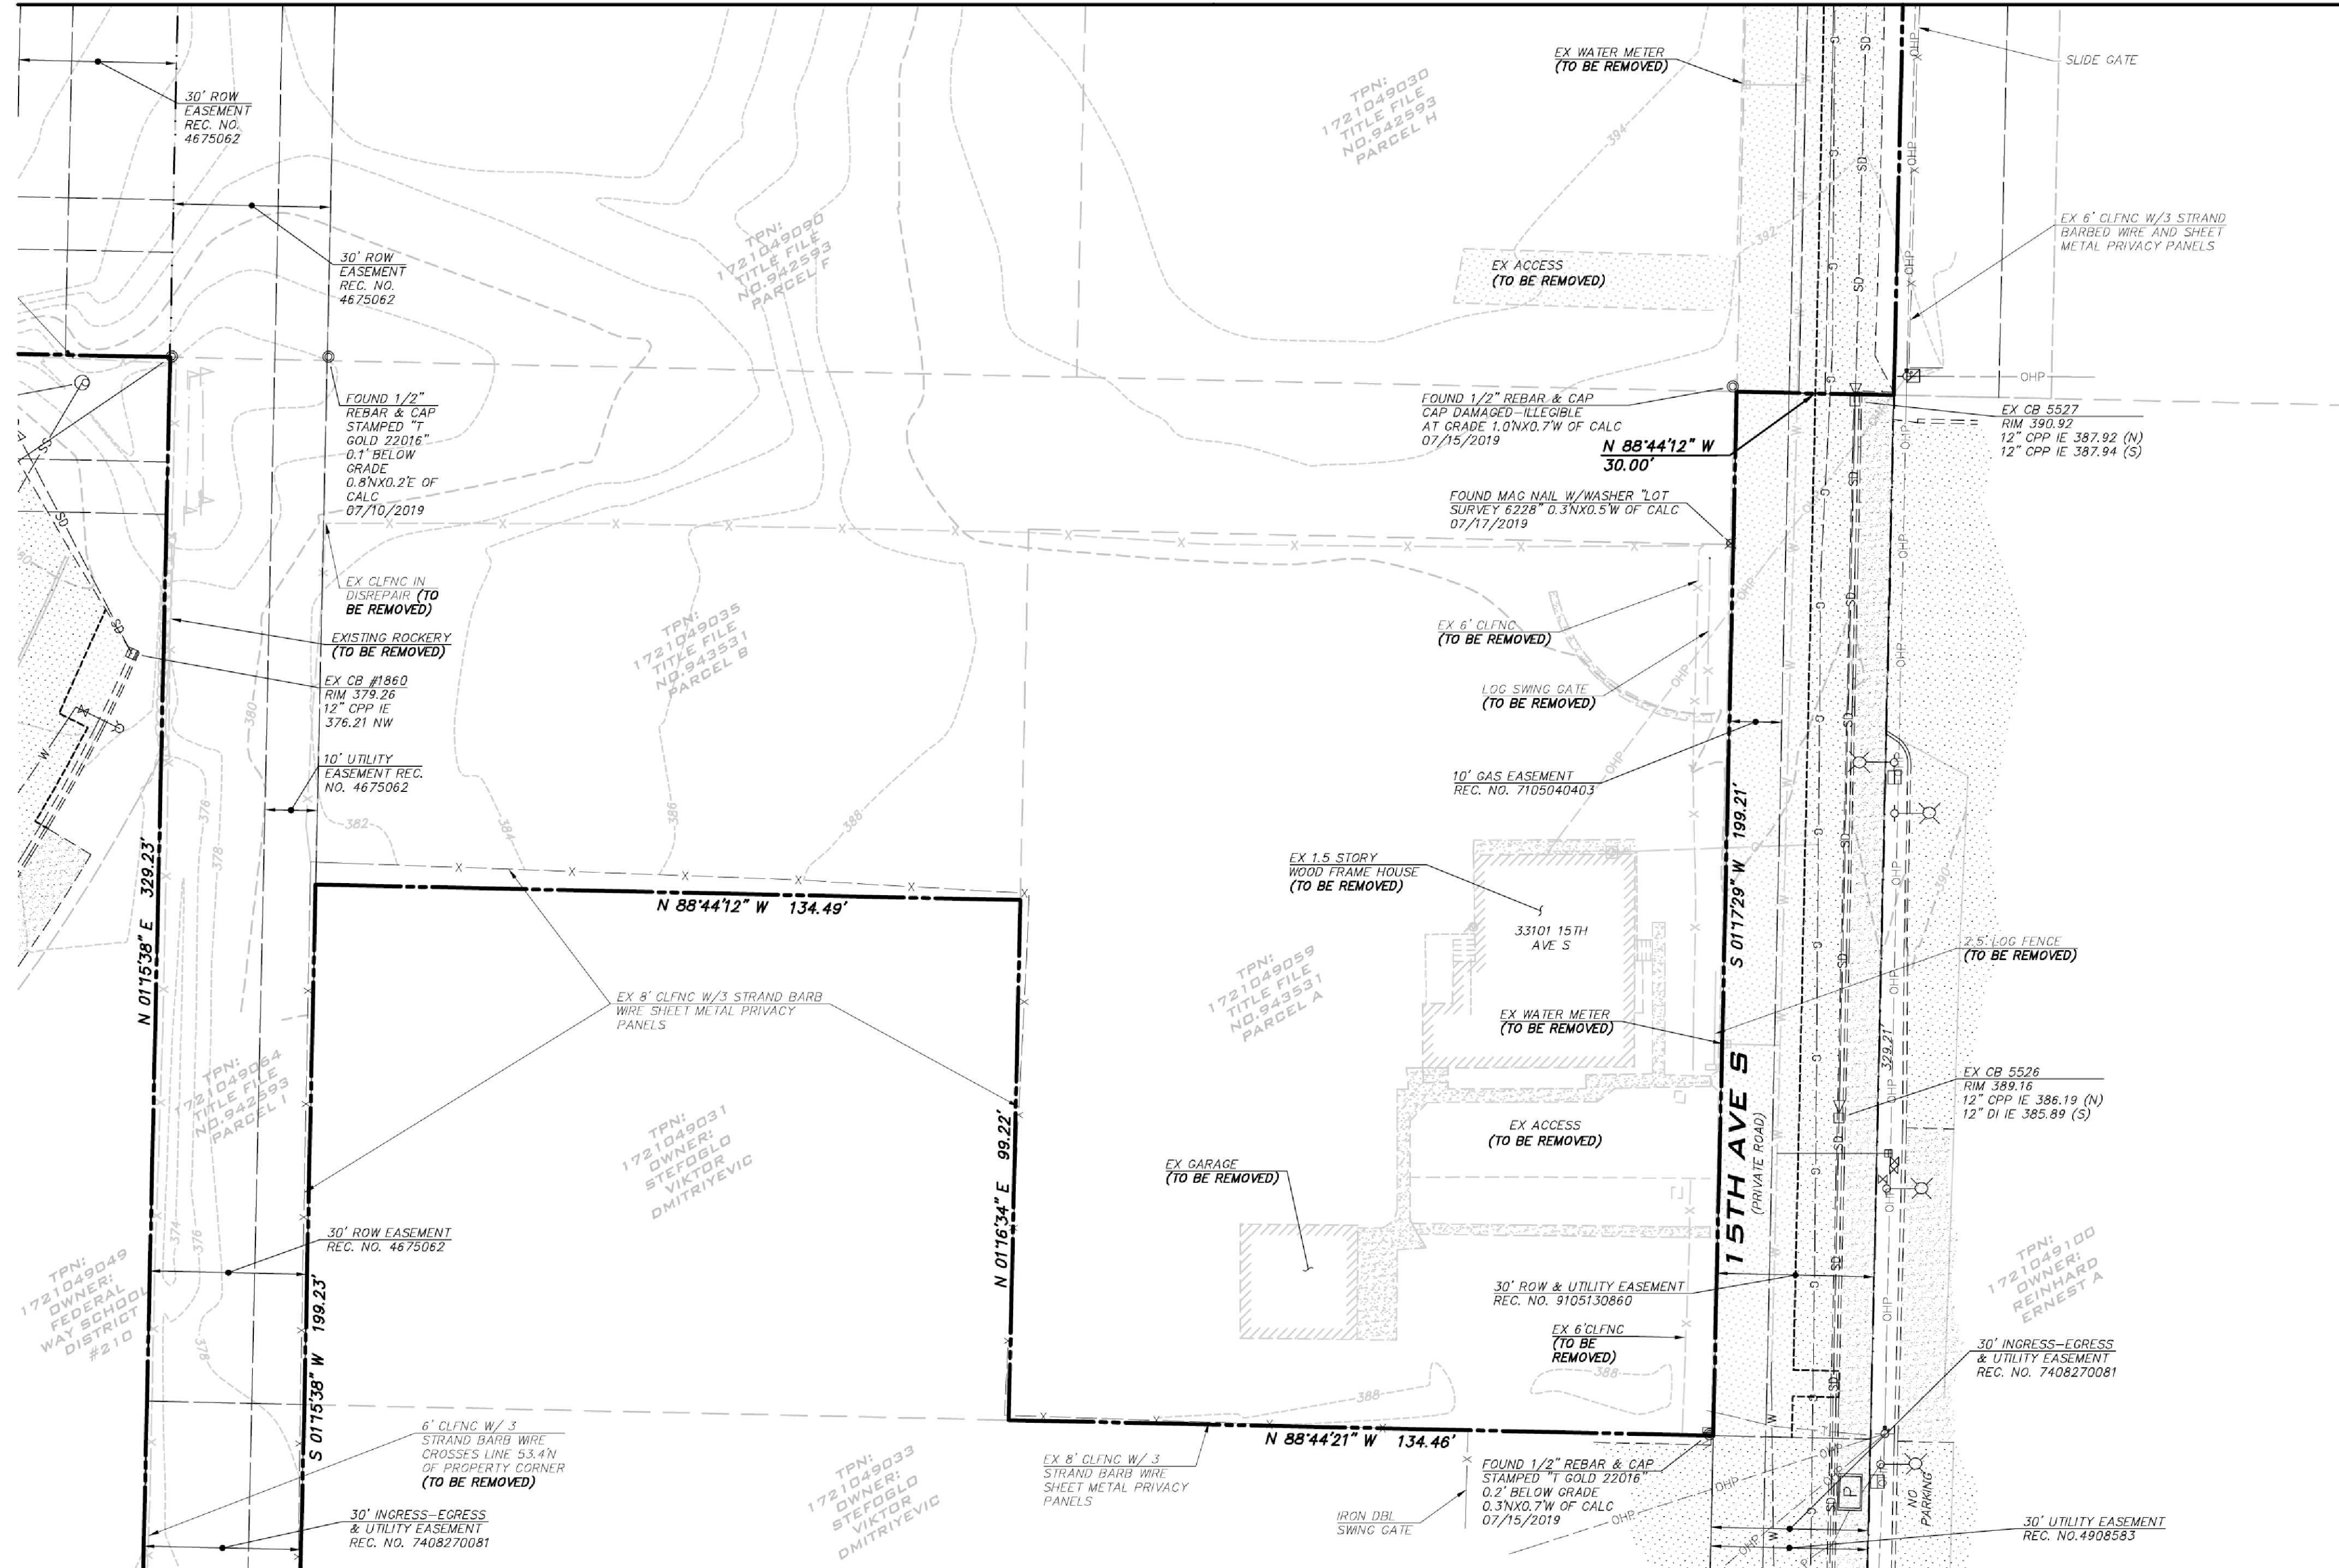 30' ROW
EASEMENT
REC. NO.
4675062
30' ROW
EASEMENT
REC. NO.
4675062
TPN:
1721049090
TITLE FILE
NO.942593
PARCEL F
TPN:
1721049030
TITLE FILE
NO.942593
PARCEL H
EX WATER METER
(TO BE REMOVED)
SLIDE GATE
394
392
EX ACCESS
(TO BE REMOVED)
EX 6' CLFNC W/3 STRAND
BARBED WIRE AND SHEET
METAL PRIVACY PANELS
FOUND 1/2"
REBAR & CAP
STAMPED "T
GOLD 22016"
0.1' BELOW
GRADE
0.8'NX0.2'E OF
CALC
07/10/2019
FOUND 1/2" REBAR & CAP
CAP DAMAGED-ILLEGIBLE
AT GRADE 1.0'NX0.7'W OF CALC
07/15/2019
N 88°44'12" W
30.00'
EX CB 5527
RIM 390.92
12" CPP IE 387.92 (N)
12" CPP IE 387.94 (S)
FOUND MAG NAIL W/WASHER "LOT
SURVEY 6228" 0.3'NX0.5'W OF CALC
07/17/2019
EX CLFNC IN
DISREPAIR (TO
BE REMOVED)
EXISTING ROCKERY
(TO BE REMOVED)
EX CB #1860
RIM 379.26
12" CPP IE
376.21 NW
10' UTILITY
EASEMENT REC.
NO. 4675062
TPN:
1721049035
TITLE FILE
NO.943531
PARCEL B
EX 6' CLFNC
(TO BE REMOVED)
LOG SWING GATE
(TO BE REMOVED)
10' GAS EASEMENT
REC. NO. 7105040403
380
376
378
382
384
386
388
N 01°15'38" E 329.23'
N 88°44'12" W 134.49'
EX 1.5 STORY
WOOD FRAME HOUSE
(TO BE REMOVED)
33101 15TH
AVE S
S 01°17'29" W 199.21'
390
2.5' LOG FENCE
(TO BE REMOVED)
EX 8' CLFNC W/3 STRAND BARB
WIRE SHEET METAL PRIVACY
PANELS
TPN:
1721049059
TITLE FILE
NO.943531
PARCEL A
EX WATER METER
(TO BE REMOVED)
329.21'
TPN:
1721049064
TITLE FILE
NO.942593
PARCEL I
TPN:
1721049031
OWNER:
STEFOGLO
VIKTOR
DMITRIYEVIC
N 01°16'34" E 99.22'
EX ACCESS
(TO BE REMOVED)
15TH AVE S
(PRIVATE ROAD)
EX CB 5526
RIM 389.16
12" CPP IE 386.19 (N)
12" DI IE 385.89 (S)
EX GARAGE
(TO BE REMOVED)
30' ROW EASEMENT
REC. NO. 4675062
374
376
378
TPN:
1721049049
OWNER:
FEDERAL
WAY SCHOOL
DISTRICT
#210
S 01°15'38" W 199.23'
30' ROW & UTILITY EASEMENT
REC. NO. 9105130860
TPN:
1721049100
OWNER:
REINHARD
ERNEST A
EX 6'CLFNC
(TO BE
REMOVED)
388
388
30' INGRESS-EGRESS
& UTILITY EASEMENT
REC. NO. 7408270081
6' CLFNC W/ 3
STRAND BARB WIRE
CROSSES LINE 53.4'N
OF PROPERTY CORNER
(TO BE REMOVED)
N 88°44'21" W 134.46'
TPN:
1721049033
OWNER:
STEFOGLO
VIKTOR
DMITRIYEVIC
EX 8' CLFNC W/ 3
STRAND BARB WIRE
SHEET METAL PRIVACY
PANELS
FOUND 1/2" REBAR & CAP
STAMPED "T GOLD 22016"
0.2' BELOW GRADE
0.3'NX0.7'W OF CALC
07/15/2019
IRON DBL
SWING GATE
P
NO
PARKING
30' INGRESS-EGRESS
& UTILITY EASEMENT
REC. NO. 7408270081
30' UTILITY EASEMENT
REC. NO.4908583